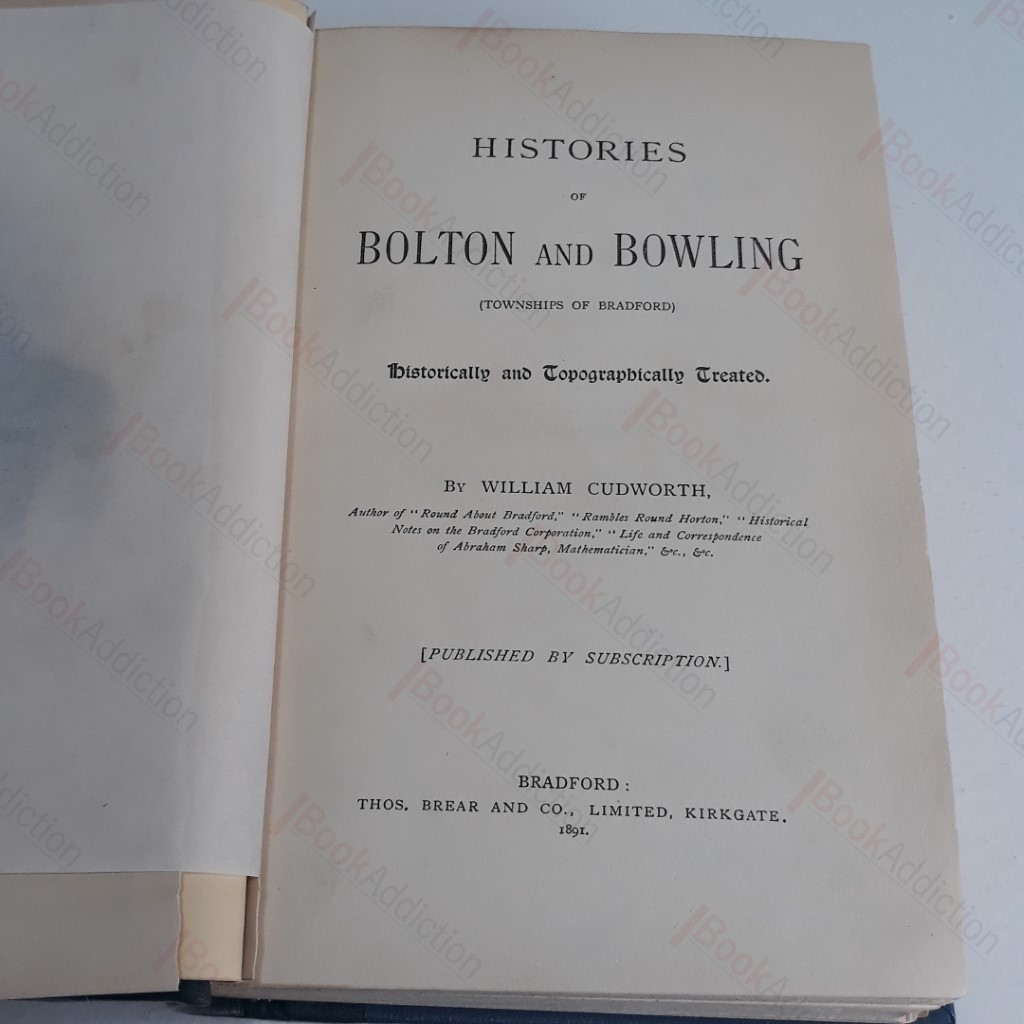 HISTORIES
OF
BOLTON AND BOWLING
(TOWNSHIPS OF BRADFORD)
Historically and Topographically Treated.
BY WILLIAM CUDWORTH,
Author of "Round About Bradford," "Rambles Round Horton," "Historical
Notes on the Bradford Corporation," "Life and Correspondence
of Abraham Sharp, Mathematician," &c., &c.
[PUBLISHED BY SUBSCRIPTION.]
BRADFORD:
THOS. BREAR AND CO., LIMITED, KIRKGATE.
1891.
BookAddiction